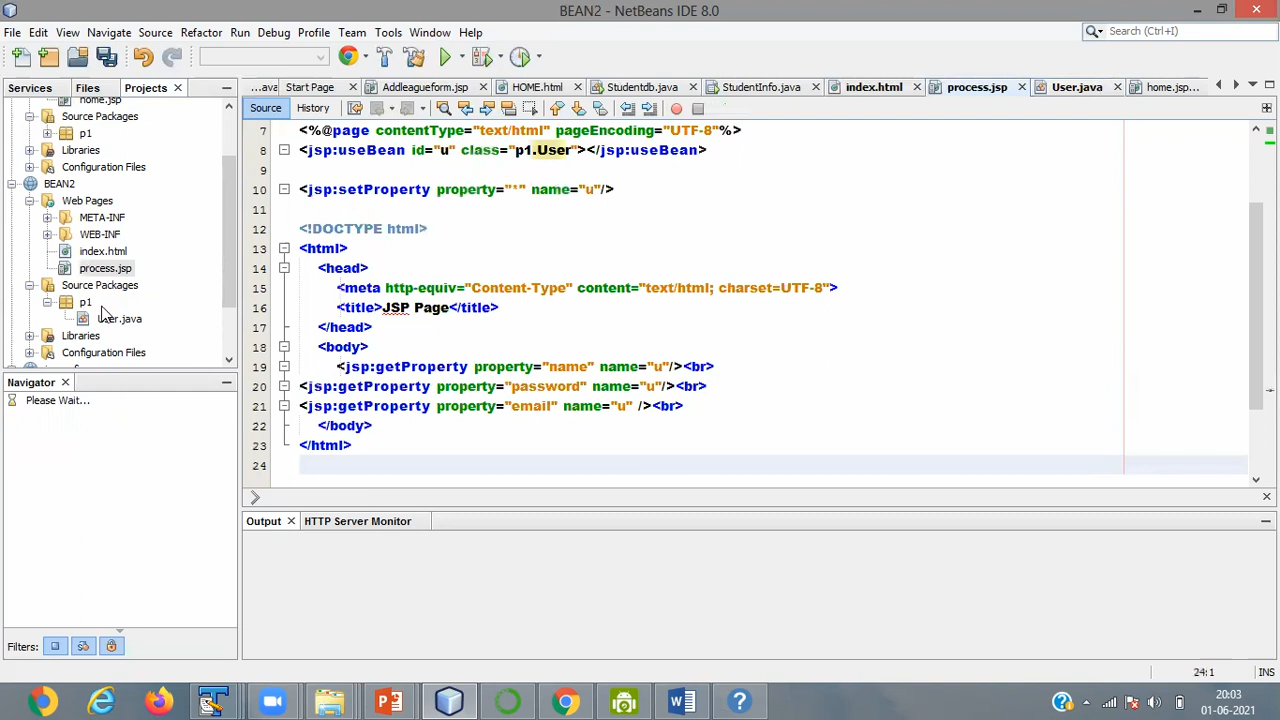 BEAN2 - NetBeans IDE 8.0
File Edit View Navigate Source Refactor Run Debug Profile Team Tools Window Help
Search (Ctrl+I)
Services Files Projects
...ava Start Page Addleagueform.jsp HOME.html Studentdb.java StudentInfo.java index.html process.jsp User.java home.jsp...
Source History
home.jsp
Source Packages
p1
Libraries
Configuration Files
BEAN2
Web Pages
META-INF
WEB-INF
index.html
process.jsp
Source Packages
p1
User.java
Libraries
Configuration Files
Navigator
Please Wait...
Filters:
7 <%@page contentType="text/html" pageEncoding="UTF-8"%>
8 <jsp:useBean id="u" class="p1.User"></jsp:useBean>
9
10 <jsp:setProperty property="*" name="u"/>
11
12 <!DOCTYPE html>
13 <html>
14 <head>
15 <meta http-equiv="Content-Type" content="text/html; charset=UTF-8">
16 <title>JSP Page</title>
17 </head>
18 <body>
19 <jsp:getProperty property="name" name="u"/><br>
20 <jsp:getProperty property="password" name="u"/><br>
21 <jsp:getProperty property="email" name="u" /><br>
22 </body>
23 </html>
24
Output HTTP Server Monitor
24:1 INS
20:03
01-06-2021